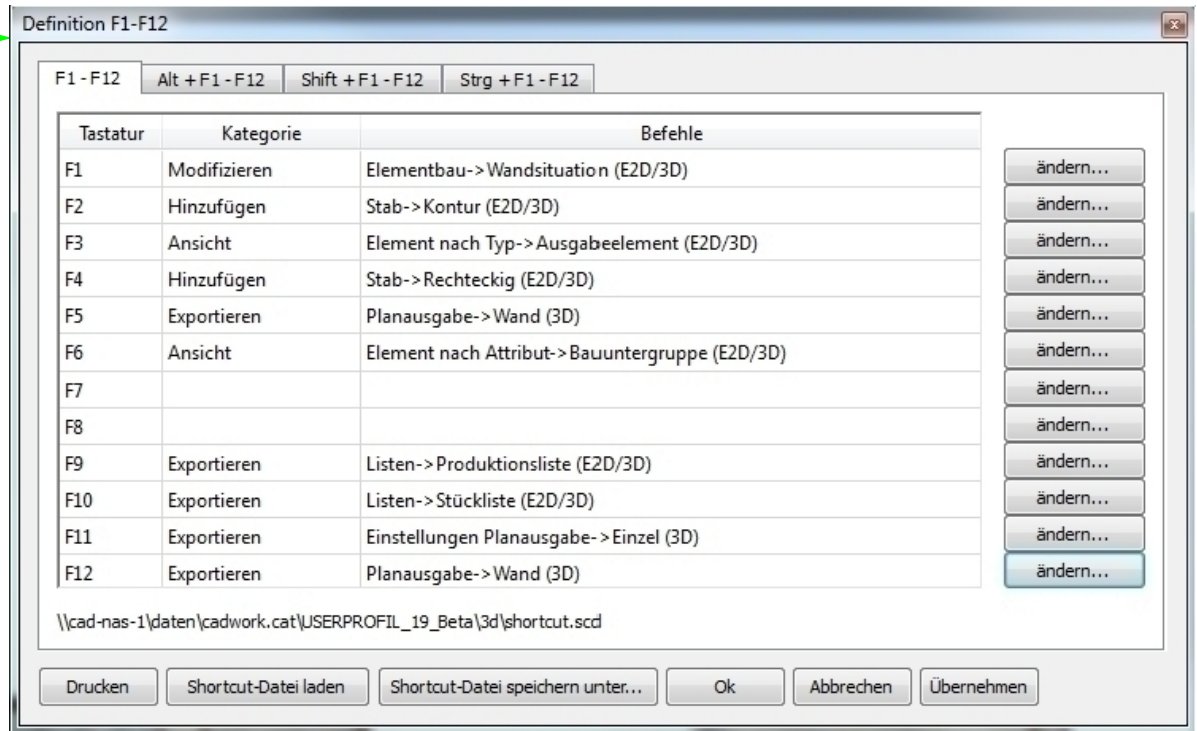 Definition F1-F12
F1 - F12 Alt + F1 - F12 Shift + F1 - F12 Strg + F1 - F12
Tastatur Kategorie Befehle
F1 Modifizieren Elementbau->Wandsituation (E2D/3D) ändern...
F2 Hinzufügen Stab->Kontur (E2D/3D) ändern...
F3 Ansicht Element nach Typ->Ausgabeelement (E2D/3D) ändern...
F4 Hinzufügen Stab->Rechteckig (E2D/3D) ändern...
F5 Exportieren Planausgabe->Wand (3D) ändern...
F6 Ansicht Element nach Attribut->Bauuntergruppe (E2D/3D) ändern...
F7 ändern...
F8 ändern...
F9 Exportieren Listen->Produktionsliste (E2D/3D) ändern...
F10 Exportieren Listen->Stückliste (E2D/3D) ändern...
F11 Exportieren Einstellungen Planausgabe->Einzel (3D) ändern...
F12 Exportieren Planausgabe->Wand (3D) ändern...
\\cad-nas-1\daten\cadwork.cat\USERPROFIL_19_Beta\3d\shortcut.scd
Drucken Shortcut-Datei laden Shortcut-Datei speichern unter... Ok Abbrechen Übernehmen